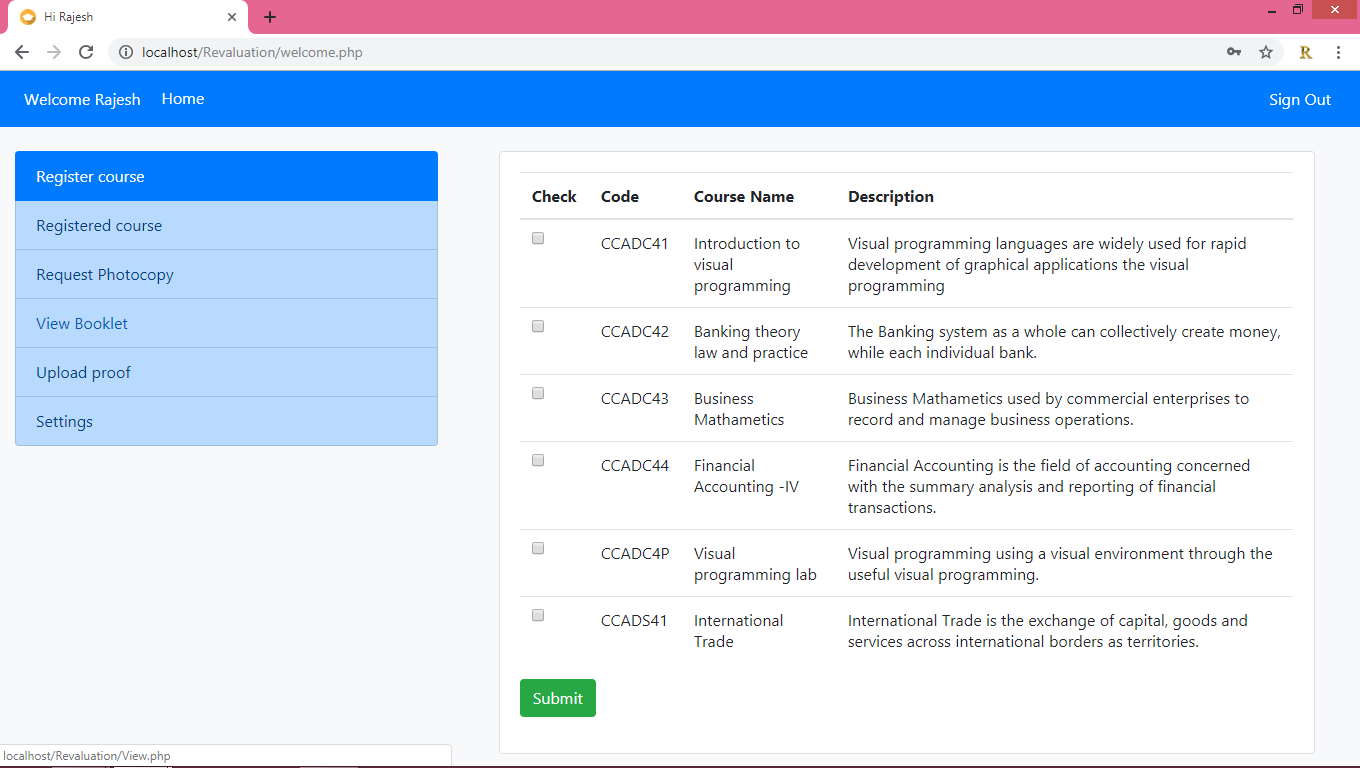 Hi Rajesh
localhost/Revaluation/welcome.php
R
Welcome Rajesh Home Sign Out
Register course
Registered course
Request Photocopy
View Booklet
Upload proof
Settings
Check Code Course Name Description
CCADC41 Introduction to Visual programming languages are widely used for rapid
visual development of graphical applications the visual
programming programming
CCADC42 Banking theory The Banking system as a whole can collectively create money,
law and practice while each individual bank.
CCADC43 Business Business Mathametics used by commercial enterprises to
Mathametics record and manage business operations.
CCADC44 Financial Financial Accounting is the field of accounting concerned
Accounting -IV with the summary analysis and reporting of financial
transactions.
CCADC4P Visual Visual programming using a visual environment through the
programming lab useful visual programming.
CCADS41 International International Trade is the exchange of capital, goods and
Trade services across international borders as territories.
Submit
localhost/Revaluation/View.php